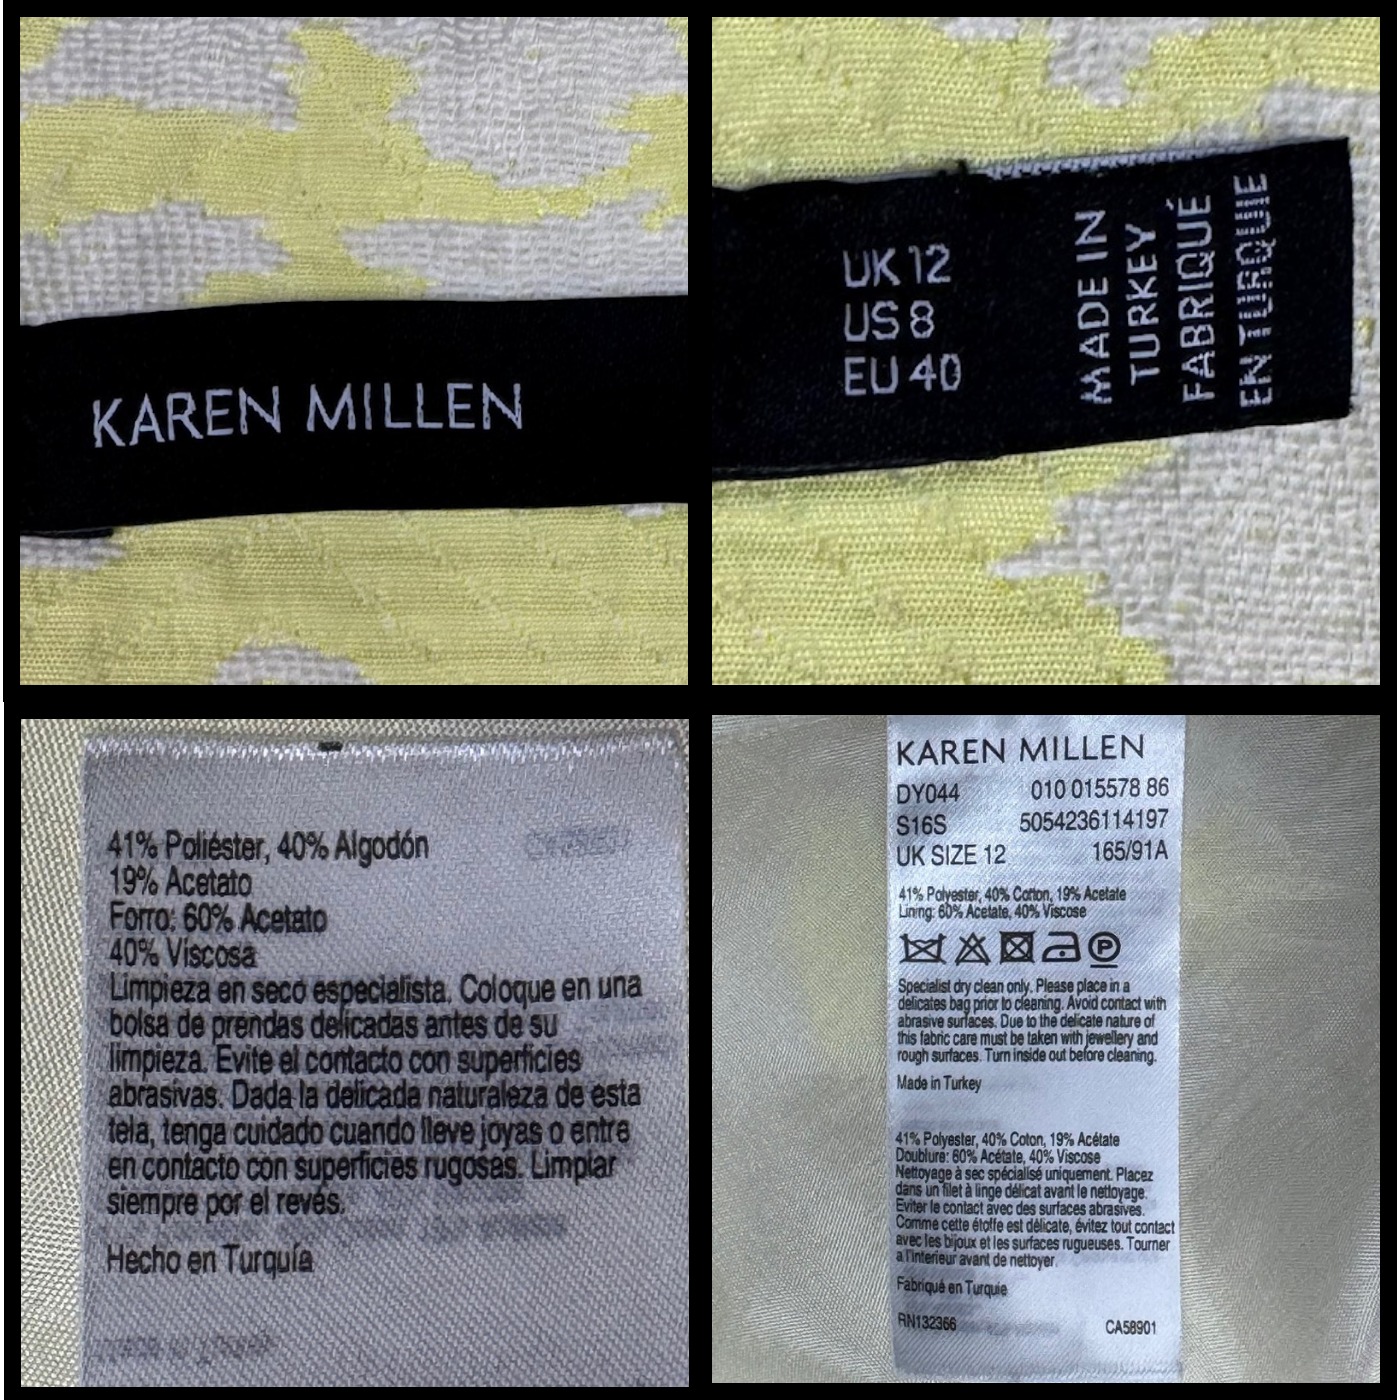 KAREN MILLEN
UK 12
US 8
EU 40
MADE IN
TURKEY
FABRIQUÉ
EN TURQUIE
41% Poliéster, 40% Algodón
19% Acetato
Forro: 60% Acetato
40% Viscosa
Limpieza en seco especialista. Coloque en una
bolsa de prendas delicadas antes de su
limpieza. Evite el contacto con superficies
abrasivas. Dada la delicada naturaleza de esta
tela, tenga cuidado cuando lleve joyas o entre
en contacto con superficies rugosas. Limpiar
siempre por el revés.
Hecho en Turquía
KAREN MILLEN
DY044 010 015578 86
S16S 5054236114197
UK SIZE 12 165/91A
41% Polyester, 40% Cotton, 19% Acetate
Lining: 60% Acetate, 40% Viscose
P
Specialist dry clean only. Please place in a
delicates bag prior to cleaning. Avoid contact with
abrasive surfaces. Due to the delicate nature of
this fabric care must be taken with jewellery and
rough surfaces. Turn inside out before cleaning.
Made in Turkey
41% Polyester, 40% Coton, 19% Acétate
Doublure: 60% Acétate, 40% Viscose
Nettoyage à sec spécialisé uniquement. Placez
dans un filet à linge délicat avant le nettoyage.
Eviter le contact avec des surfaces abrasives.
Comme cette étoffe est délicate, évitez tout contact
avec les bijoux et les surfaces rugueuses. Tourner
a l'interieur avant de nettoyer.
Fabriqué en Turquie
RN132366 CA58901